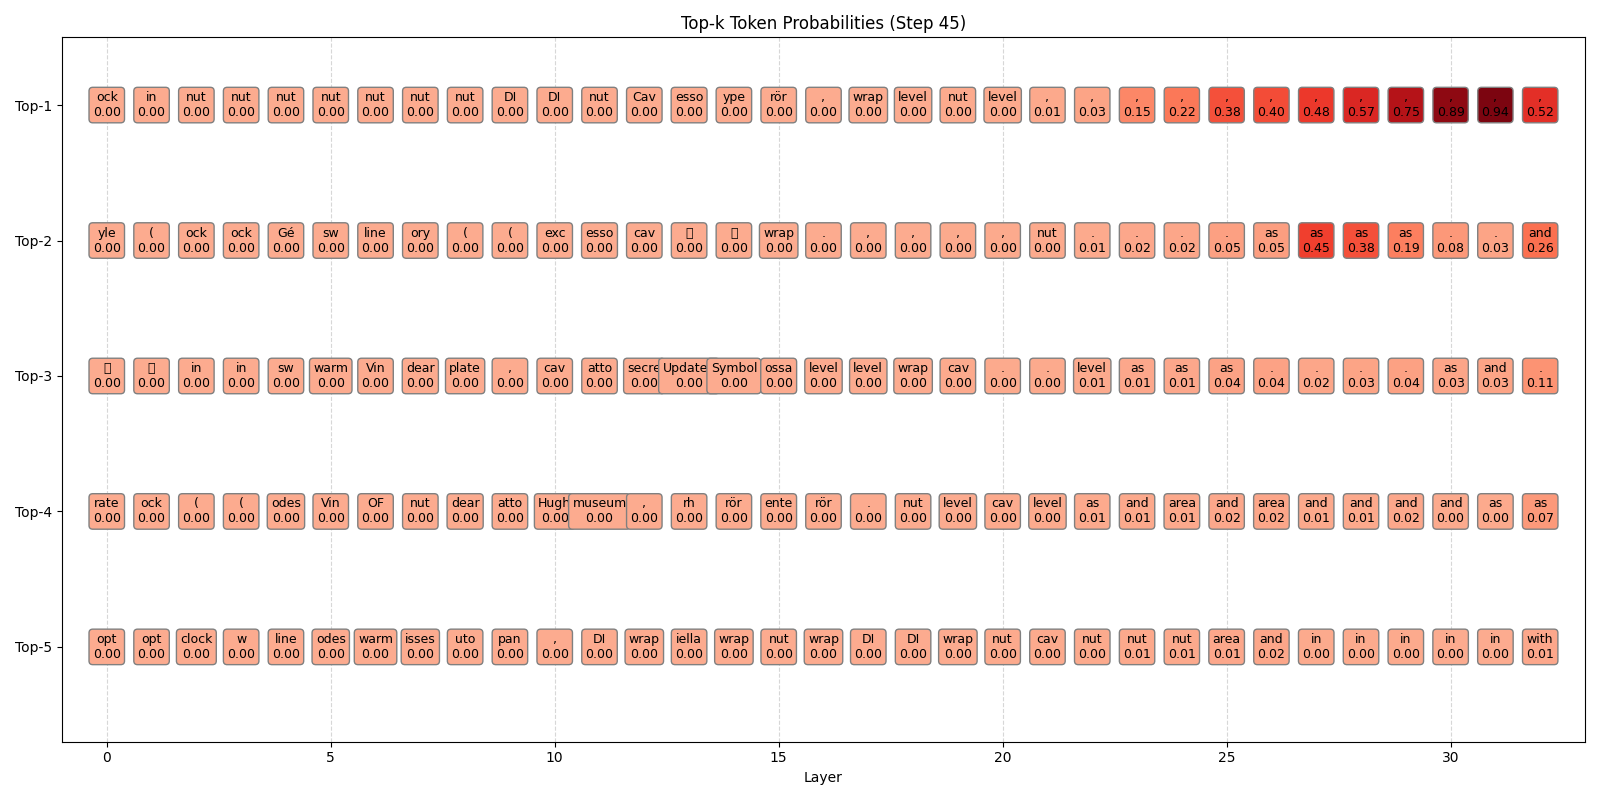 Top-k Token Probabilities (Step 45)
Top-1
ock in nut nut nut nut nut nut nut DI DI nut Cav esso ype rör , wrap level nut level , , , , , , , , , , , ,
0.00 0.00 0.00 0.00 0.00 0.00 0.00 0.00 0.00 0.00 0.00 0.00 0.00 0.00 0.00 0.00 0.00 0.00 0.00 0.00 0.00 0.01 0.03 0.15 0.22 0.38 0.40 0.48 0.57 0.75 0.89 0.94 0.52
Top-2
yle ( ock ock Gé sw line ory ( ( exc esso cav wrap . , , , , nut . . . . as as as as . . and
0.00 0.00 0.00 0.00 0.00 0.00 0.00 0.00 0.00 0.00 0.00 0.00 0.00 0.00 0.00 0.00 0.00 0.00 0.00 0.00 0.00 0.00 0.01 0.02 0.02 0.05 0.05 0.45 0.38 0.19 0.08 0.03 0.26
Top-3
in in sw warm Vin dear plate , cav atto secre Update Symbol ossa level level wrap cav . . level as as as . . . . as and .
0.00 0.00 0.00 0.00 0.00 0.00 0.00 0.00 0.00 0.00 0.00 0.00 0.00 0.00 0.00 0.00 0.00 0.00 0.00 0.00 0.00 0.00 0.01 0.01 0.01 0.04 0.04 0.02 0.03 0.04 0.03 0.03 0.11
Top-4
rate ock ( ( odes Vin OF nut dear atto Hugh museum , rh rör ente rör . nut level cav level as and area and area and and and and as as
0.00 0.00 0.00 0.00 0.00 0.00 0.00 0.00 0.00 0.00 0.00 0.00 0.00 0.00 0.00 0.00 0.00 0.00 0.00 0.00 0.00 0.00 0.01 0.01 0.01 0.02 0.02 0.01 0.01 0.02 0.00 0.00 0.07
Top-5
opt opt clock w line odes warm isses uto pan , DI wrap iella wrap nut wrap DI DI wrap nut cav nut nut nut area and in in in in in with
0.00 0.00 0.00 0.00 0.00 0.00 0.00 0.00 0.00 0.00 0.00 0.00 0.00 0.00 0.00 0.00 0.00 0.00 0.00 0.00 0.00 0.00 0.00 0.01 0.01 0.01 0.02 0.00 0.00 0.00 0.00 0.00 0.01
0 5 10 15 20 25 30
Layer